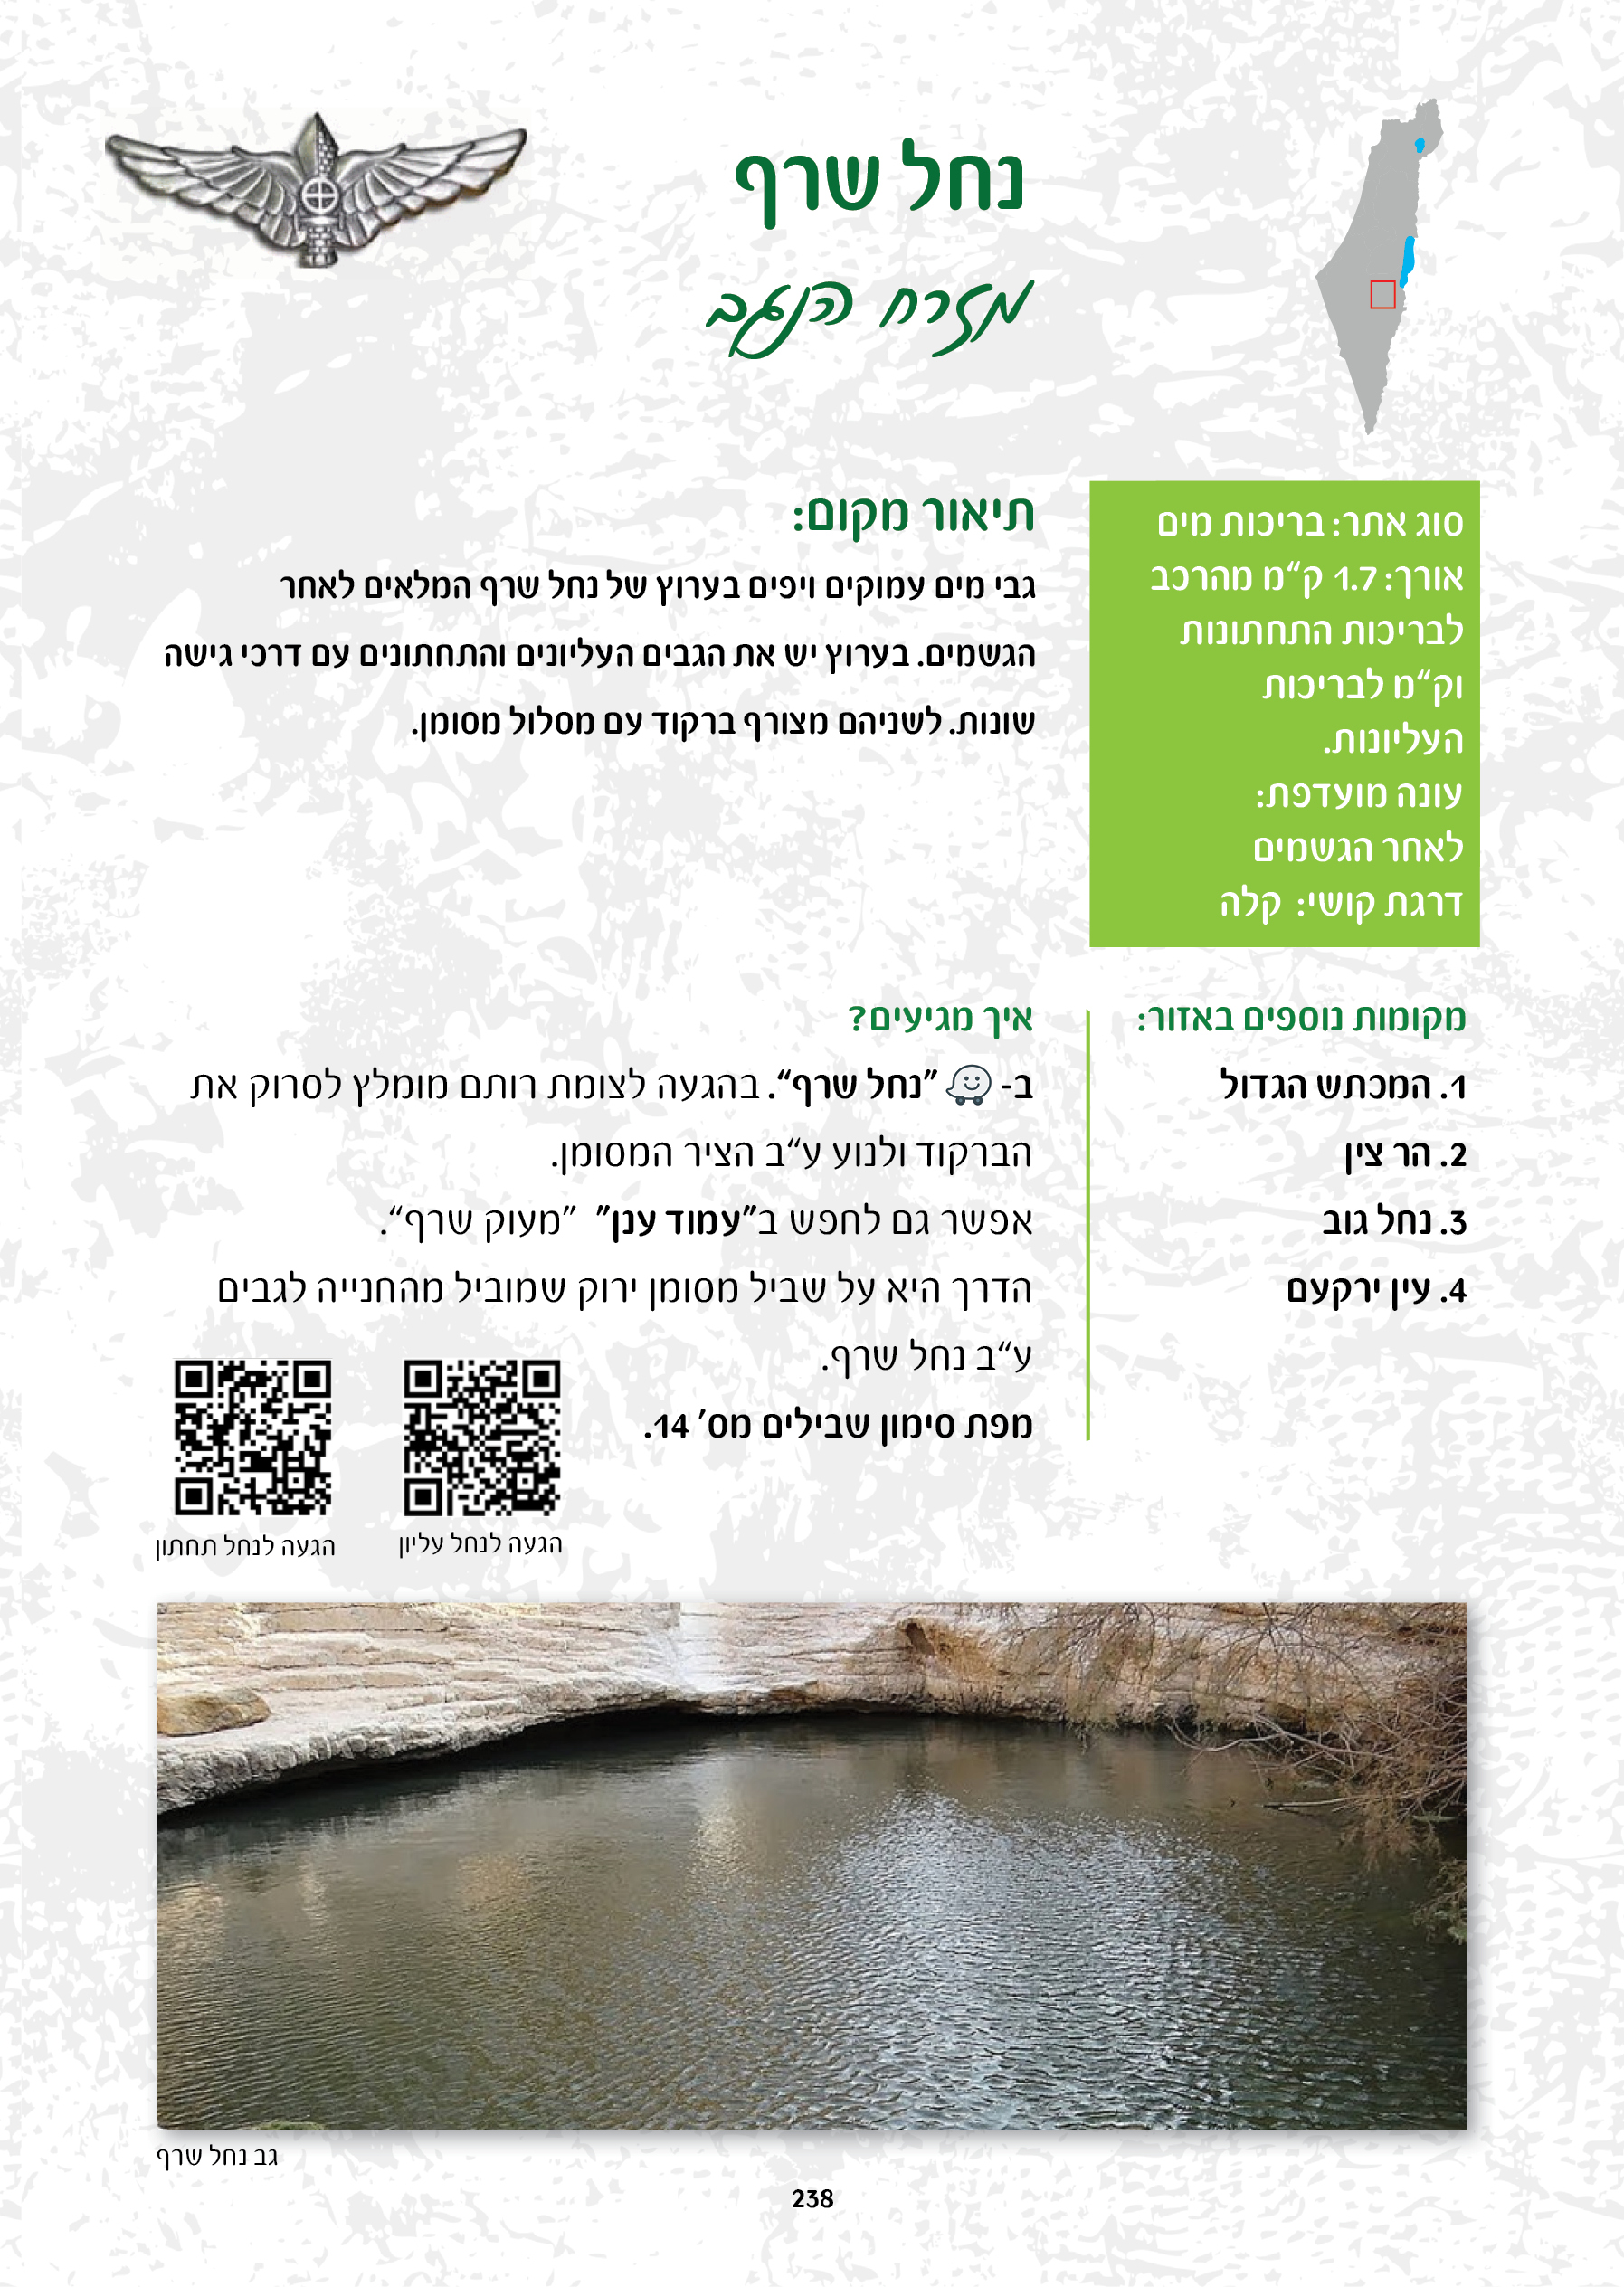 נחל שרף
מזרח הנגב
סוג אתר: בריכות מים
אורך: 1.7 ק״מ מהרכב
לבריכות התחתונות
וק״מ לבריכות
העליונות.
עונה מועדפת:
לאחר הגשמים
דרגת קושי: קלה
תיאור מקום:
גבי מים עמוקים ויפים בערוץ של נחל שרף המלאים לאחר
הגשמים. בערוץ יש את הגבים העליונים והתחתונים עם דרכי גישה
שונות. לשניהם מצורף ברקוד עם מסלול מסומן.
מקומות נוספים באזור:
1. המכתש הגדול
2. הר צין
3. נחל גוב
4. עין ירקעם
איך מגיעים?
ב- ״נחל שרף״. בהגעה לצומת רותם מומלץ לסרוק את
הברקוד ולנוע ע״ב הציר המסומן.
אפשר גם לחפש ב״עמוד ענן״ ״מעוק שרף״.
הדרך היא על שביל מסומן ירוק שמוביל מהחנייה לגבים
ע״ב נחל שרף.
מפת סימון שבילים מס׳ 14.
הגעה לנחל עליון
הגעה לנחל תחתון
גב נחל שרף
238